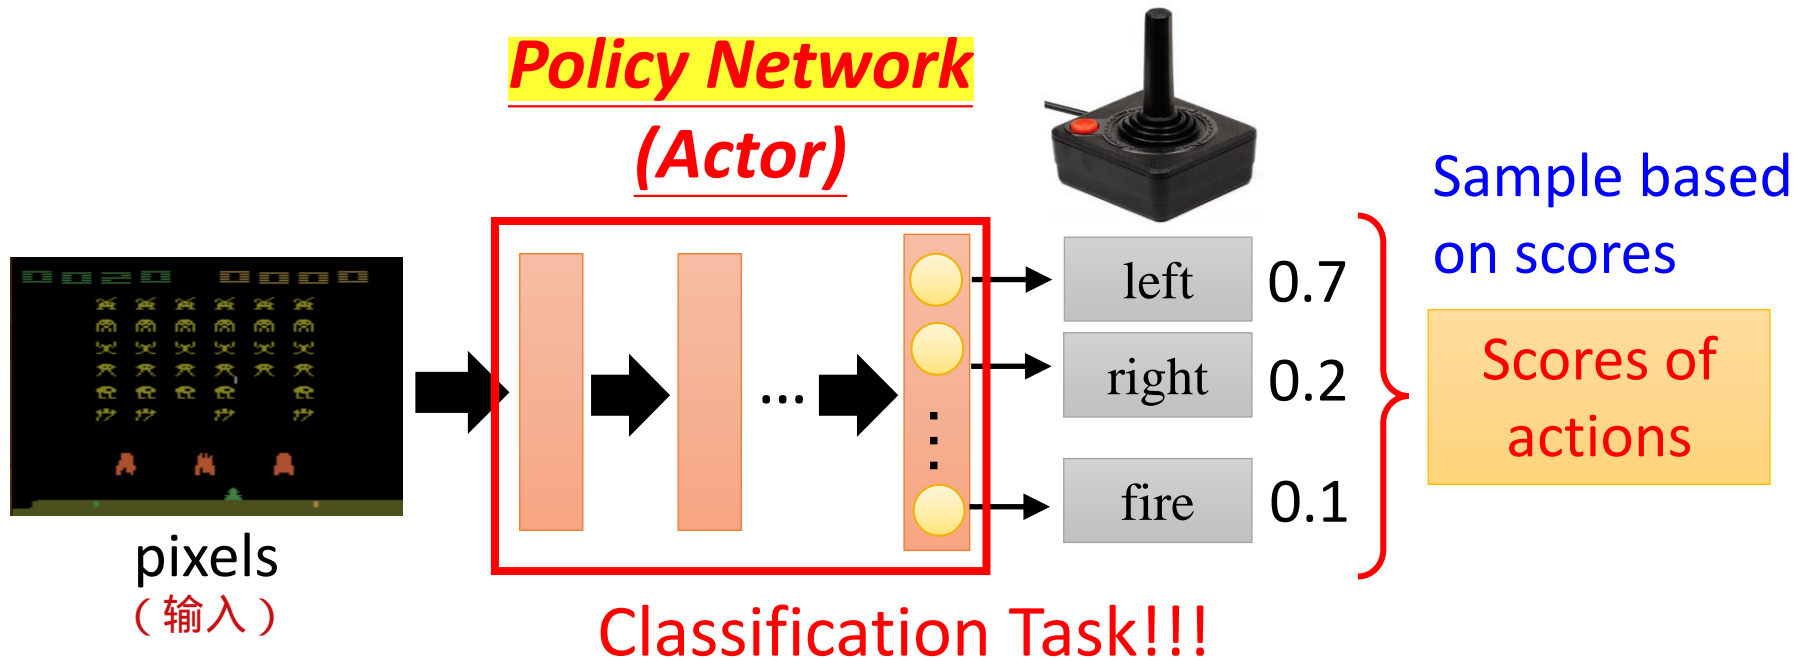 Policy Network
(Actor)
pixels
（输入）
...
left 0.7
right 0.2
fire 0.1
Sample based
on scores
Scores of
actions
Classification Task!!!